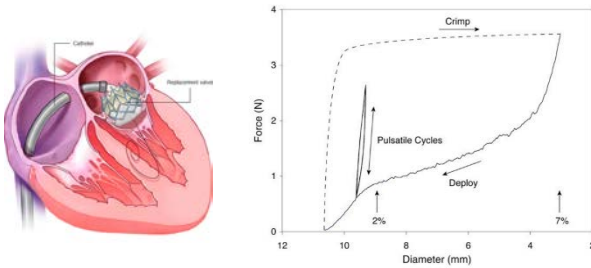 Catheter
Replacement valve
Crimp
Pulsatile Cycles
Deploy
2%
7%
Force (N)
4
3
2
1
0
12
10
8
6
4
2
Diameter (mm)